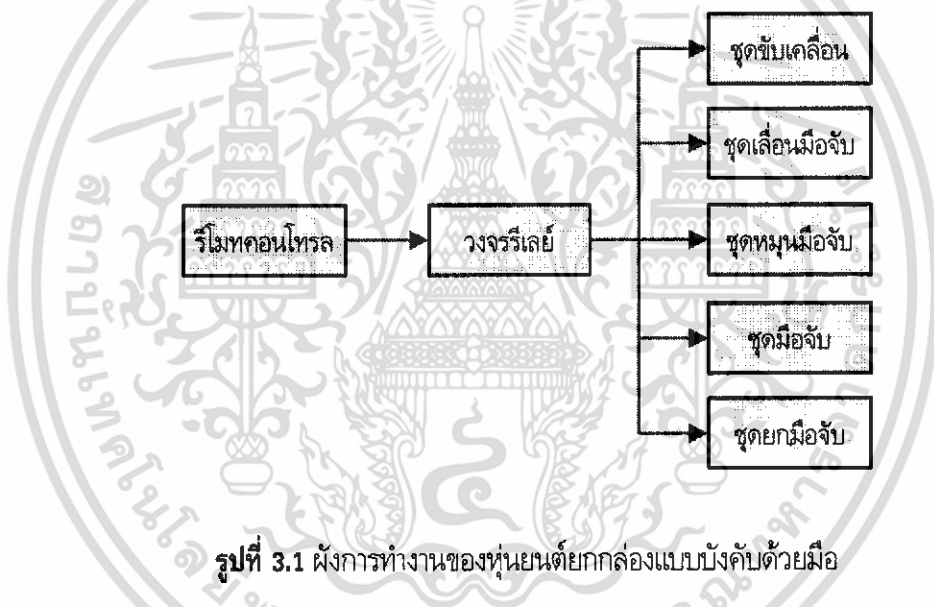 ชุดขับเคลื่อน
ชุดเลื่อนมือจับ
รีโมทคอนโทรล
วงจรรีเลย์
ชุดหมุนมือจับ
ชุดมือจับ
ชุดยกมือจับ
รูปที่ 3.1 ผังการทำงานของหุ่นยนต์ยกกล่องแบบบังคับด้วยมือ